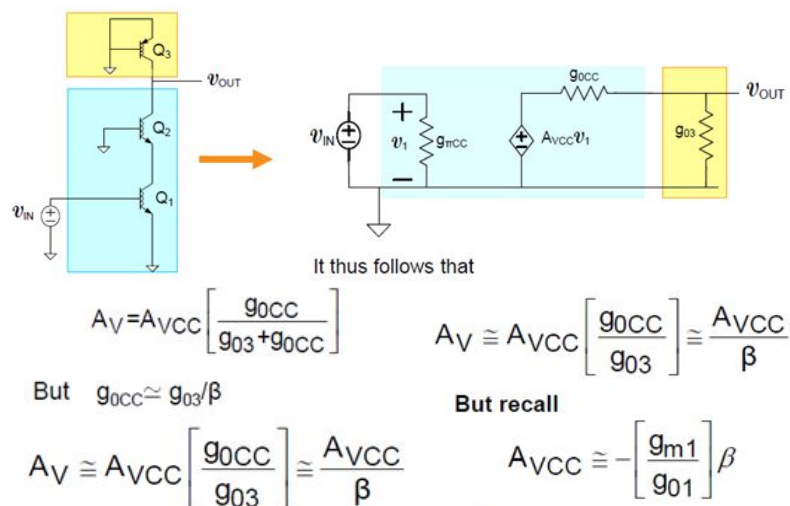 Q3
g0CC
vOUT
vOUT
Q2
+
vIN
v1
gπCC
AVCCv1
g03
Q1
vIN
−
It thus follows that
AV=AVCC[g0CC/(g03+g0CC)]
AV ≅ AVCC[g0CC/g03] ≅ AVCC/β
But g0CC≃ g03/β
But recall
AV ≅ AVCC[g0CC/g03] ≅ AVCC/β
AVCC ≅ -[gm1/g01]β